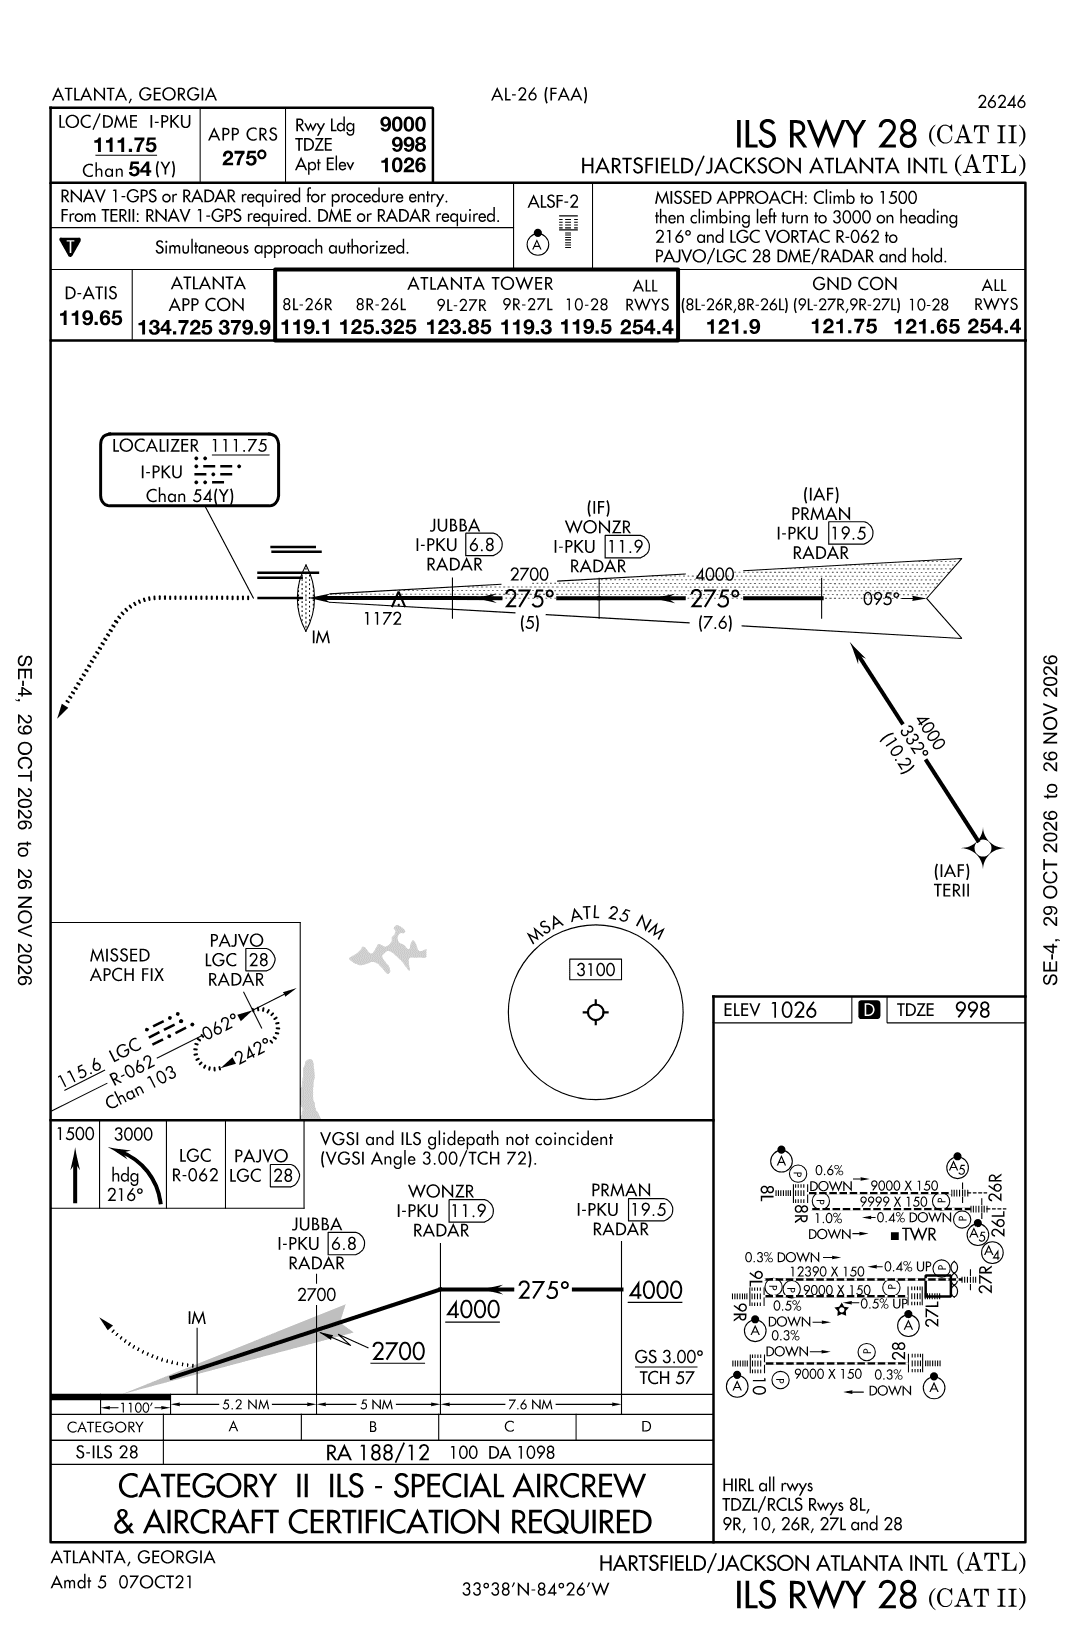 ATLANTA, GEORGIA
AL-26 (FAA)
26246
LOC/DME I-PKU
111.75
Chan 54 (Y)
APP CRS
275°
Rwy Ldg 9000
TDZE 998
Apt Elev 1026
ILS RWY 28 (CAT II)
HARTSFIELD/JACKSON ATLANTA INTL (ATL)
RNAV 1-GPS or RADAR required for procedure entry.
From TERII: RNAV 1-GPS required. DME or RADAR required.
T
Simultaneous approach authorized.
ALSF-2
A
MISSED APPROACH: Climb to 1500
then climbing left turn to 3000 on heading
216° and LGC VORTAC R-062 to
PAJVO/LGC 28 DME/RADAR and hold.
D-ATIS
119.65
ATLANTA
APP CON
134.725 379.9
ATLANTA TOWER
8L-26R 8R-26L 9L-27R 9R-27L 10-28 ALL RWYS
119.1 125.325 123.85 119.3 119.5 254.4
GND CON
(8L-26R,8R-26L) (9L-27R,9R-27L) 10-28 ALL RWYS
121.9 121.75 121.65 254.4
LOCALIZER 111.75
I-PKU
Chan 54(Y)
JUBBA
I-PKU 6.8
RADAR
(IF)
WONZR
I-PKU 11.9
RADAR
(IAF)
PRMAN
I-PKU 19.5
RADAR
2700
275°
(5)
4000
275°
(7.6)
095°
1172
IM
4000
332°
(10.2)
(IAF)
TERII
SE-4, 29 OCT 2026 to 26 NOV 2026
SE-4, 29 OCT 2026 to 26 NOV 2026
MISSED
APCH FIX
PAJVO
LGC 28
RADAR
115.6 LGC
R-062
Chan 103
062°
242°
MSA ATL 25 NM
3100
ELEV 1026
D
TDZE 998
1500
3000
hdg
216°
LGC
R-062
PAJVO
LGC 28
VGSI and ILS glidepath not coincident
(VGSI Angle 3.00/TCH 72).
JUBBA
I-PKU 6.8
RADAR
2700
WONZR
I-PKU 11.9
RADAR
PRMAN
I-PKU 19.5
RADAR
IM
4000
275°
4000
2700
GS 3.00°
TCH 57
1100'
5.2 NM
5 NM
7.6 NM
CATEGORY A B C D
S-ILS 28
RA 188/12 100 DA 1098
CATEGORY II ILS - SPECIAL AIRCREW
& AIRCRAFT CERTIFICATION REQUIRED
A
P
0.6%
DOWN
9000 X 150
A5
8L
26R
P
9999 X 150
P
8R
1.0%
DOWN
0.4% DOWN
P
26L
A5
TWR
A4
0.3% DOWN
12390 X 150
0.4% UP
P
9L
27R
P
P
9000 X 150
P
9R
0.5%
DOWN
0.5% UP
27L
A
A
0.3%
DOWN
P
28
10
P
9000 X 150
0.3%
DOWN
A
A
HIRL all rwys
TDZL/RCLS Rwys 8L,
9R, 10, 26R, 27L and 28
ATLANTA, GEORGIA
Amdt 5 07OCT21
33°38'N-84°26'W
HARTSFIELD/JACKSON ATLANTA INTL (ATL)
ILS RWY 28 (CAT II)